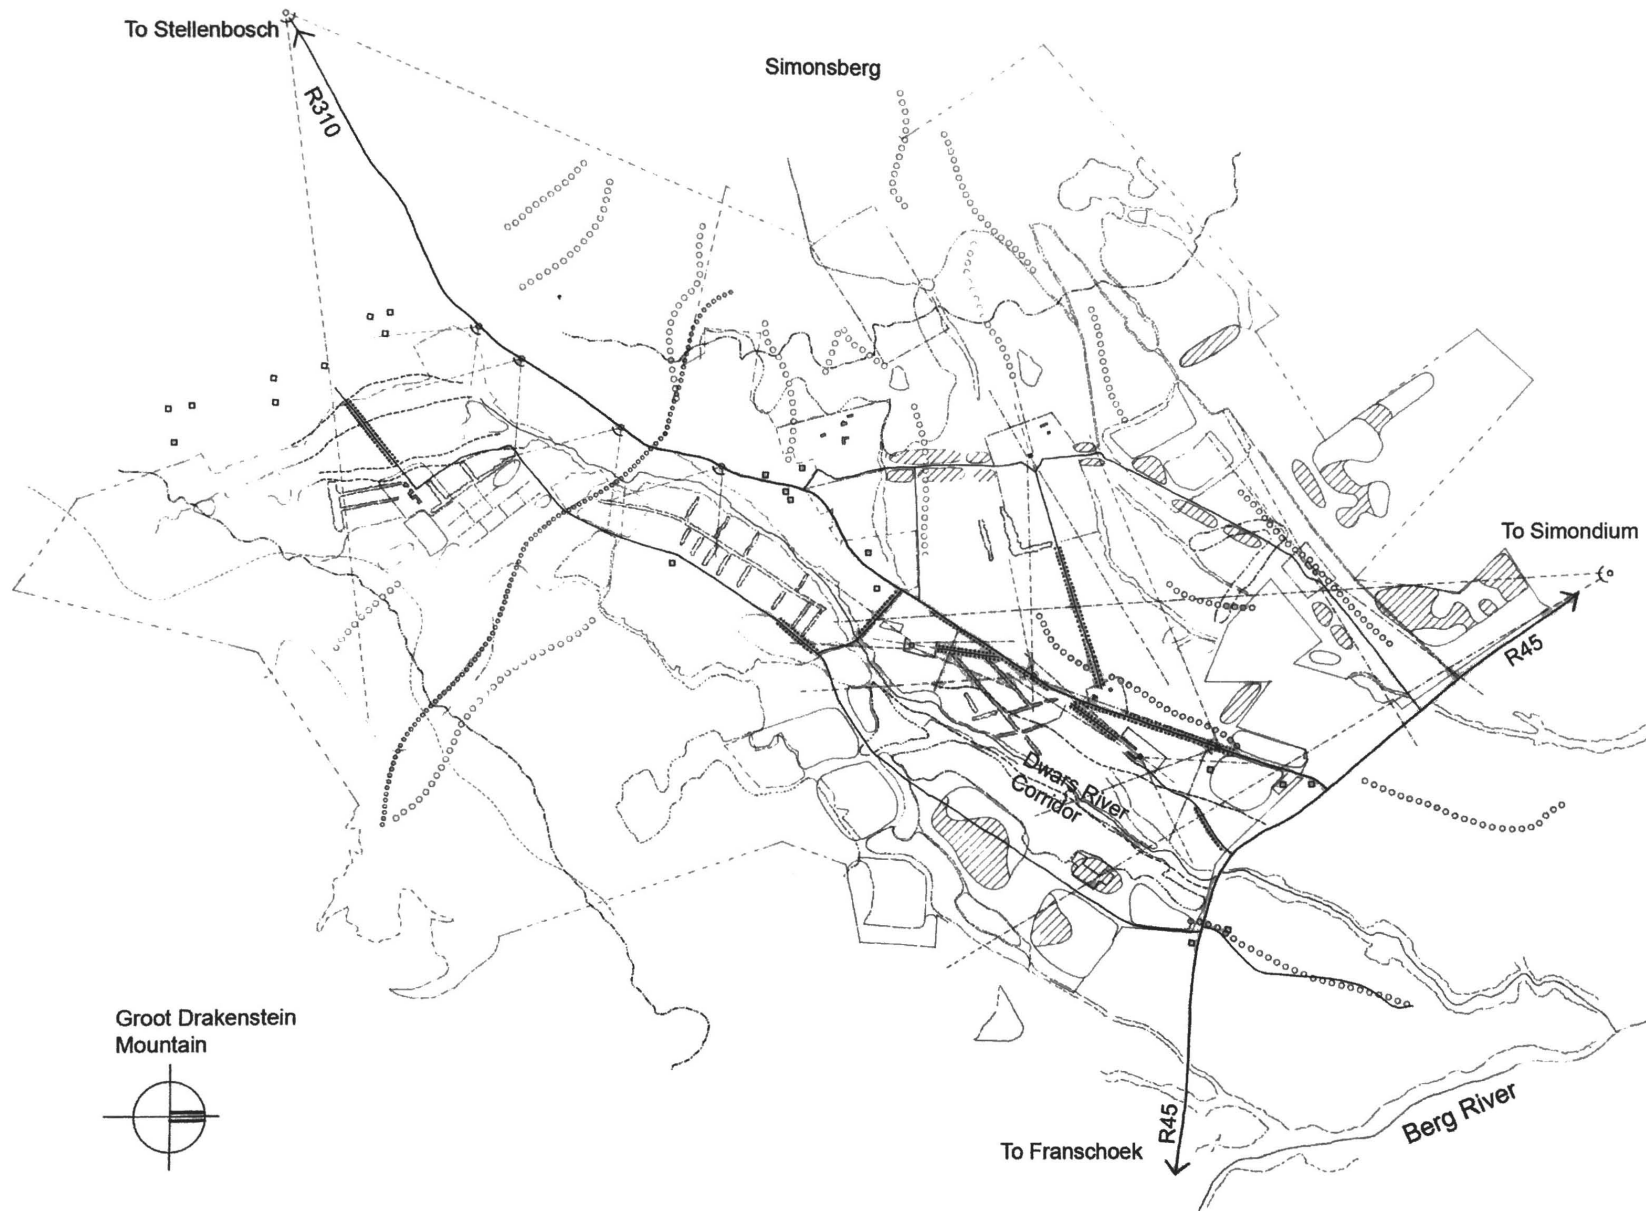 To Stellenbosch
R310
Simonsberg
To Simondium
R45
Dwars River
Corridor
Groot Drakenstein
Mountain
To Franschoek
R45
Berg River